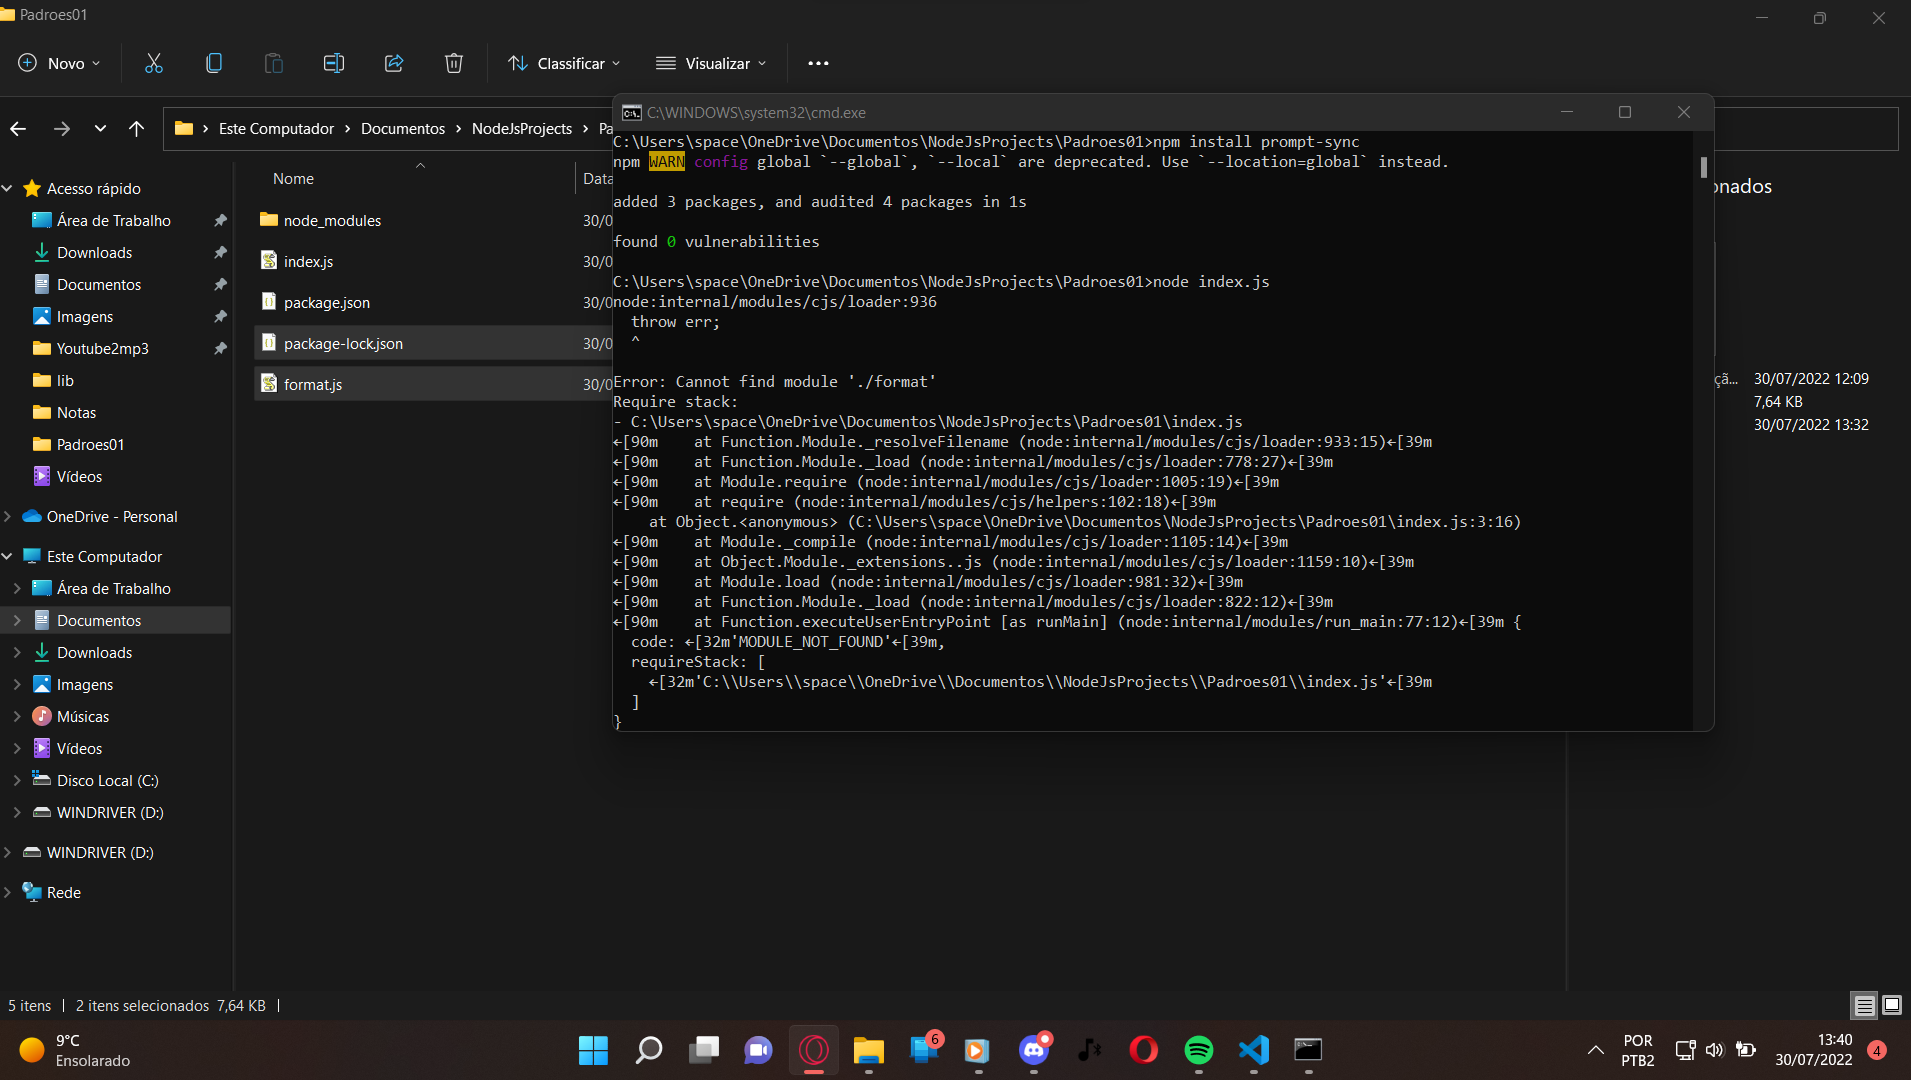 Padroes01
Novo
Classificar
Visualizar
Este Computador
Documentos
NodeJsProjects
Pa
Nome
Data
Acesso rápido
Área de Trabalho
Downloads
Documentos
Imagens
Youtube2mp3
lib
Notas
Padroes01
Vídeos
OneDrive - Personal
Este Computador
Área de Trabalho
Documentos
Downloads
Imagens
Músicas
Vídeos
Disco Local (C:)
WINDRIVER (D:)
WINDRIVER (D:)
Rede
node_modules 30/0
index.js 30/0
package.json 30/0
package-lock.json 30/0
format.js 30/0
C:\WINDOWS\system32\cmd.exe
C:\Users\space\OneDrive\Documentos\NodeJsProjects\Padroes01>npm install prompt-sync
npm WARN config global `--global`, `--local` are deprecated. Use `--location=global` instead.
added 3 packages, and audited 4 packages in 1s
found 0 vulnerabilities
C:\Users\space\OneDrive\Documentos\NodeJsProjects\Padroes01>node index.js
node:internal/modules/cjs/loader:936
  throw err;
  ^
Error: Cannot find module './format'
Require stack:
- C:\Users\space\OneDrive\Documentos\NodeJsProjects\Padroes01\index.js
←[90m    at Function.Module._resolveFilename (node:internal/modules/cjs/loader:933:15)←[39m
←[90m    at Function.Module._load (node:internal/modules/cjs/loader:778:27)←[39m
←[90m    at Module.require (node:internal/modules/cjs/loader:1005:19)←[39m
←[90m    at require (node:internal/modules/cjs/helpers:102:18)←[39m
    at Object.<anonymous> (C:\Users\space\OneDrive\Documentos\NodeJsProjects\Padroes01\index.js:3:16)
←[90m    at Module._compile (node:internal/modules/cjs/loader:1105:14)←[39m
←[90m    at Object.Module._extensions..js (node:internal/modules/cjs/loader:1159:10)←[39m
←[90m    at Module.load (node:internal/modules/cjs/loader:981:32)←[39m
←[90m    at Function.Module._load (node:internal/modules/cjs/loader:822:12)←[39m
←[90m    at Function.executeUserEntryPoint [as runMain] (node:internal/modules/run_main:77:12)←[39m {
  code: ←[32m'MODULE_NOT_FOUND'←[39m,
  requireStack: [
    ←[32m'C:\\Users\\space\\OneDrive\\Documentos\\NodeJsProjects\\Padroes01\\index.js'←[39m
  ]
}
onados
çã... 30/07/2022 12:09
7,64 KB
30/07/2022 13:32
5 itens | 2 itens selecionados 7,64 KB |
9°C
Ensolarado
6
POR
PTB2
13:40
30/07/2022
4